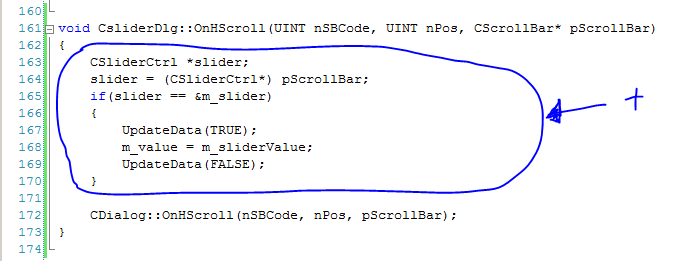 160
161 void CsliderDlg::OnHScroll(UINT nSBCode, UINT nPos, CScrollBar* pScrollBar)
162 {
163 CSliderCtrl *slider;
164 slider = (CSliderCtrl*) pScrollBar;
165 if(slider == &m_slider)
166 {
167 UpdateData(TRUE);
168 m_value = m_sliderValue;
169 UpdateData(FALSE);
170 }
171
172 CDialog::OnHScroll(nSBCode, nPos, pScrollBar);
173 }
174
+